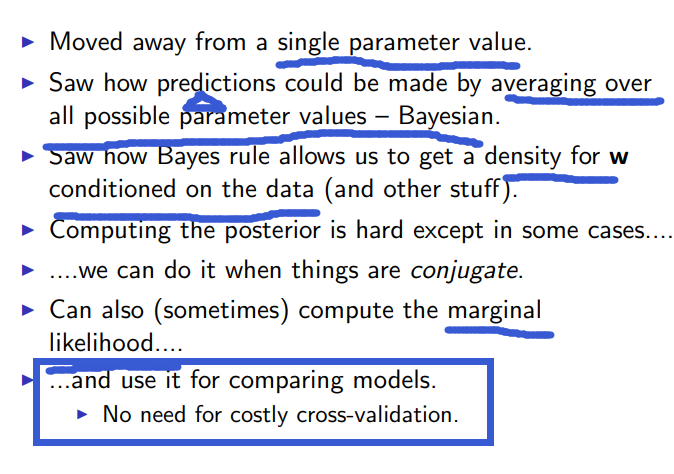 Moved away from a single parameter value.
Saw how predictions could be made by averaging over
all possible parameter values – Bayesian.
Saw how Bayes rule allows us to get a density for w
conditioned on the data (and other stuff).
Computing the posterior is hard except in some cases....
....we can do it when things are conjugate.
Can also (sometimes) compute the marginal
likelihood....
...and use it for comparing models.
No need for costly cross-validation.